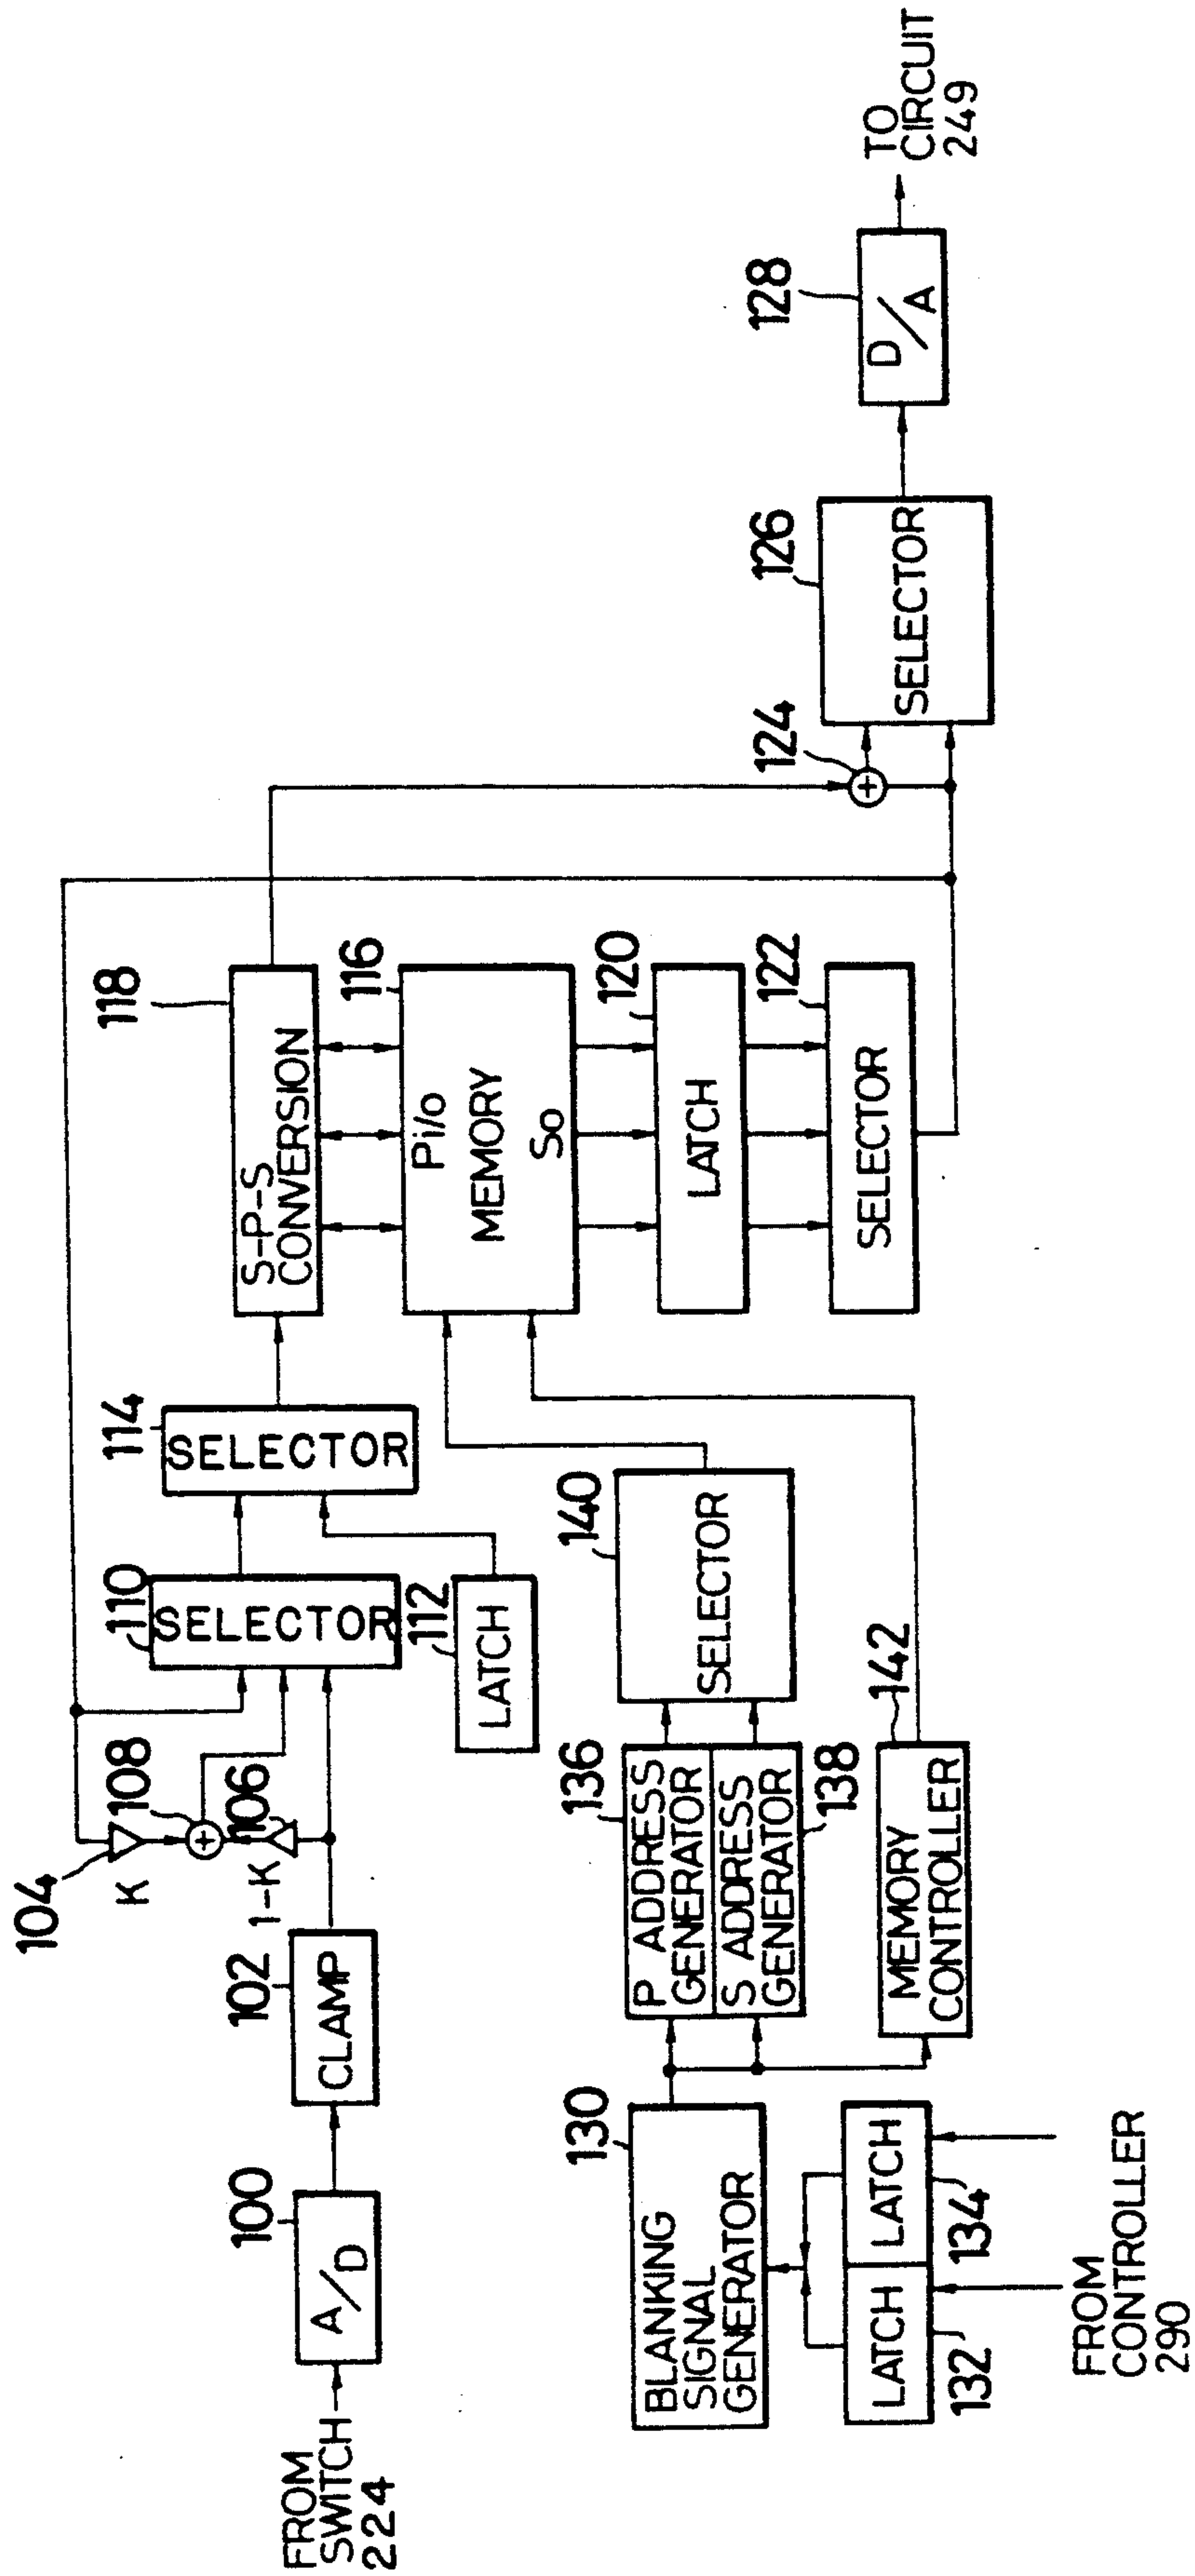 FROM
SWITCH
224
100
A/D
102
CLAMP
104
K
108
106
1-K
110
SELECTOR
112
LATCH
114
SELECTOR
118
S-P-S
CONVERSION
116
Pi/o
MEMORY
So
120
LATCH
122
SELECTOR
124
126
SELECTOR
128
D/A
TO
CIRCUIT
249
130
BLANKING
SIGNAL
GENERATOR
132
LATCH
134
LATCH
FROM
CONTROLLER
290
136
P ADDRESS
GENERATOR
S ADDRESS
GENERATOR
138
140
SELECTOR
142
MEMORY
CONTROLLER